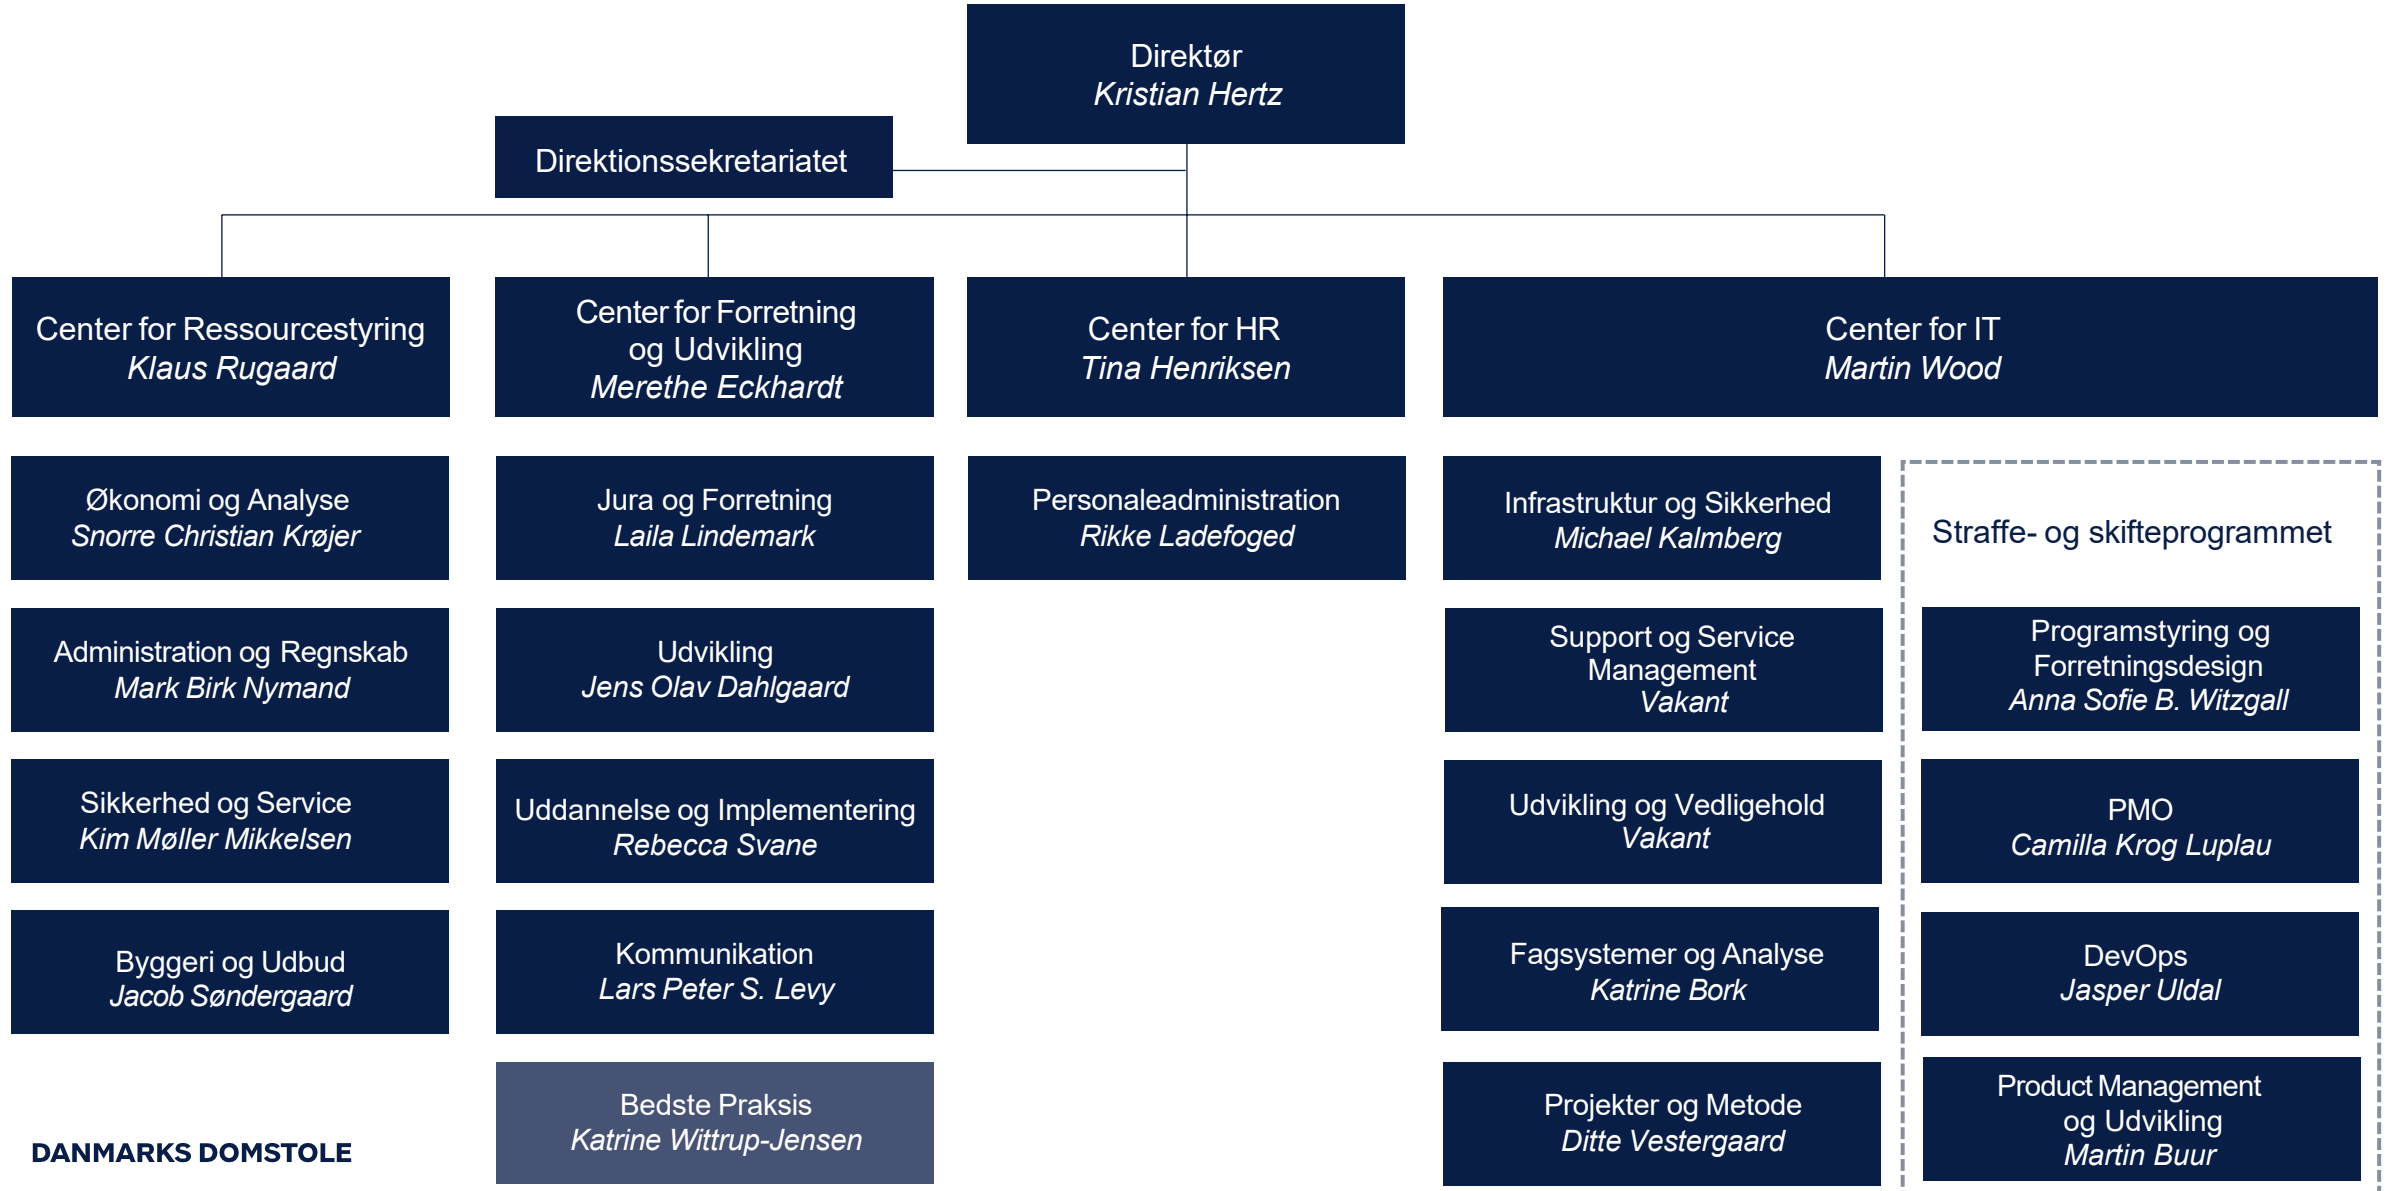 Direktør
Kristian Hertz
Direktionssekretariatet
Center for Ressourcestyring
Klaus Rugaard
Center for Forretning
og Udvikling
Merethe Eckhardt
Center for HR
Tina Henriksen
Center for IT
Martin Wood
Økonomi og Analyse
Snorre Christian Krøjer
Administration og Regnskab
Mark Birk Nymand
Sikkerhed og Service
Kim Møller Mikkelsen
Byggeri og Udbud
Jacob Søndergaard
Jura og Forretning
Laila Lindemark
Udvikling
Jens Olav Dahlgaard
Uddannelse og Implementering
Rebecca Svane
Kommunikation
Lars Peter S. Levy
Bedste Praksis
Katrine Wittrup-Jensen
Personaleadministration
Rikke Ladefoged
Infrastruktur og Sikkerhed
Michael Kalmberg
Support og Service
Management
Vakant
Udvikling og Vedligehold
Vakant
Fagsystemer og Analyse
Katrine Bork
Projekter og Metode
Ditte Vestergaard
Straffe- og skifteprogrammet
Programstyring og
Forretningsdesign
Anna Sofie B. Witzgall
PMO
Camilla Krog Luplau
DevOps
Jasper Uldal
Product Management
og Udvikling
Martin Buur
DANMARKS DOMSTOLE